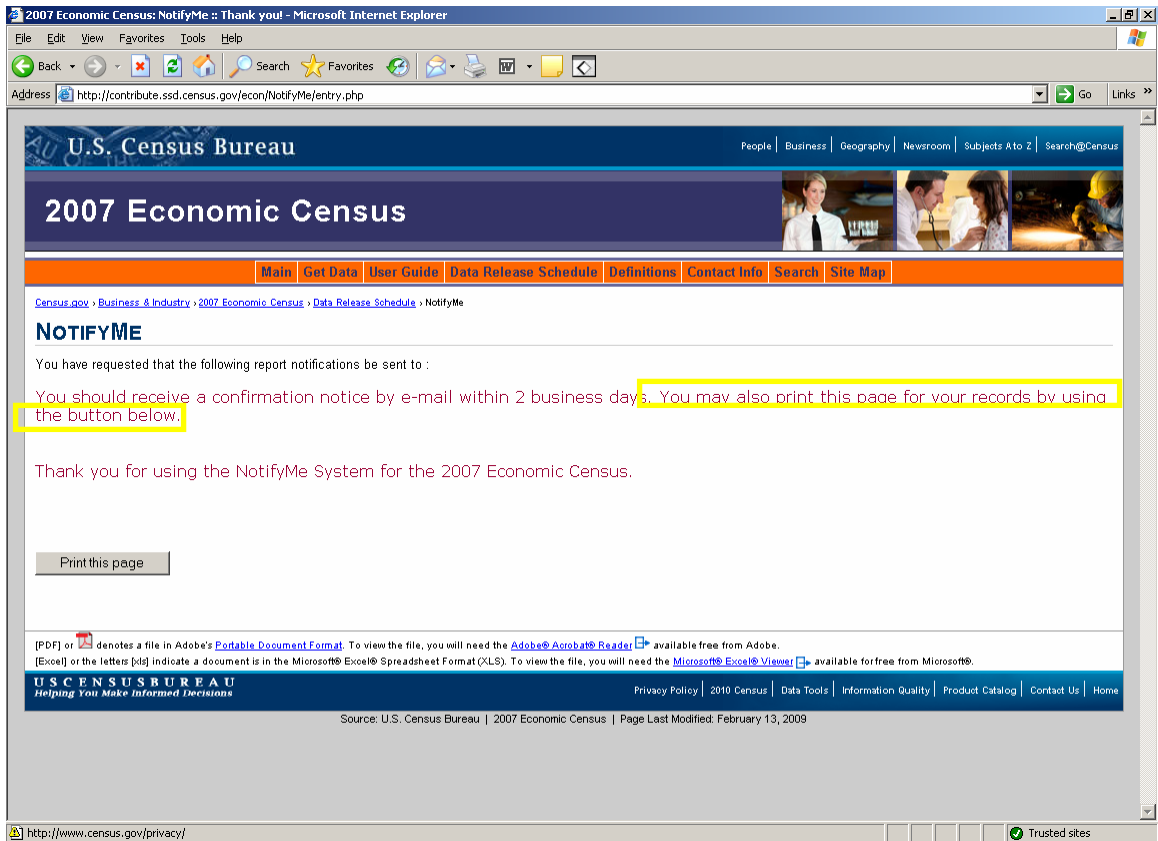 2007 Economic Census: NotifyMe :: Thank you! - Microsoft Internet Explorer
File Edit View Favorites Tools Help
Back Search Favorites
Address http://contribute.ssd.census.gov/econ/NotifyMe/entry.php Go Links »
U.S. Census Bureau
People | Business | Geography | Newsroom | Subjects A to Z | Search@Census
2007 Economic Census
Main Get Data User Guide Data Release Schedule Definitions Contact Info Search Site Map
Census.gov › Business & Industry › 2007 Economic Census › Data Release Schedule › NotifyMe
NOTIFYME
You have requested that the following report notifications be sent to :
You should receive a confirmation notice by e-mail within 2 business days. You may also print this page for your records by using
the button below.
Thank you for using the NotifyMe System for the 2007 Economic Census.
Print this page
[PDF] or denotes a file in Adobe's Portable Document Format. To view the file, you will need the Adobe® Acrobat® Reader available free from Adobe.
[Excel] or the letters [xls] indicate a document is in the Microsoft® Excel® Spreadsheet Format (XLS). To view the file, you will need the Microsoft® Excel® Viewer available for free from Microsoft®.
USCENSUSBUREAU
Helping You Make Informed Decisions
Privacy Policy | 2010 Census | Data Tools | Information Quality | Product Catalog | Contact Us | Home
Source: U.S. Census Bureau | 2007 Economic Census | Page Last Modified: February 13, 2009
http://www.census.gov/privacy/ Trusted sites